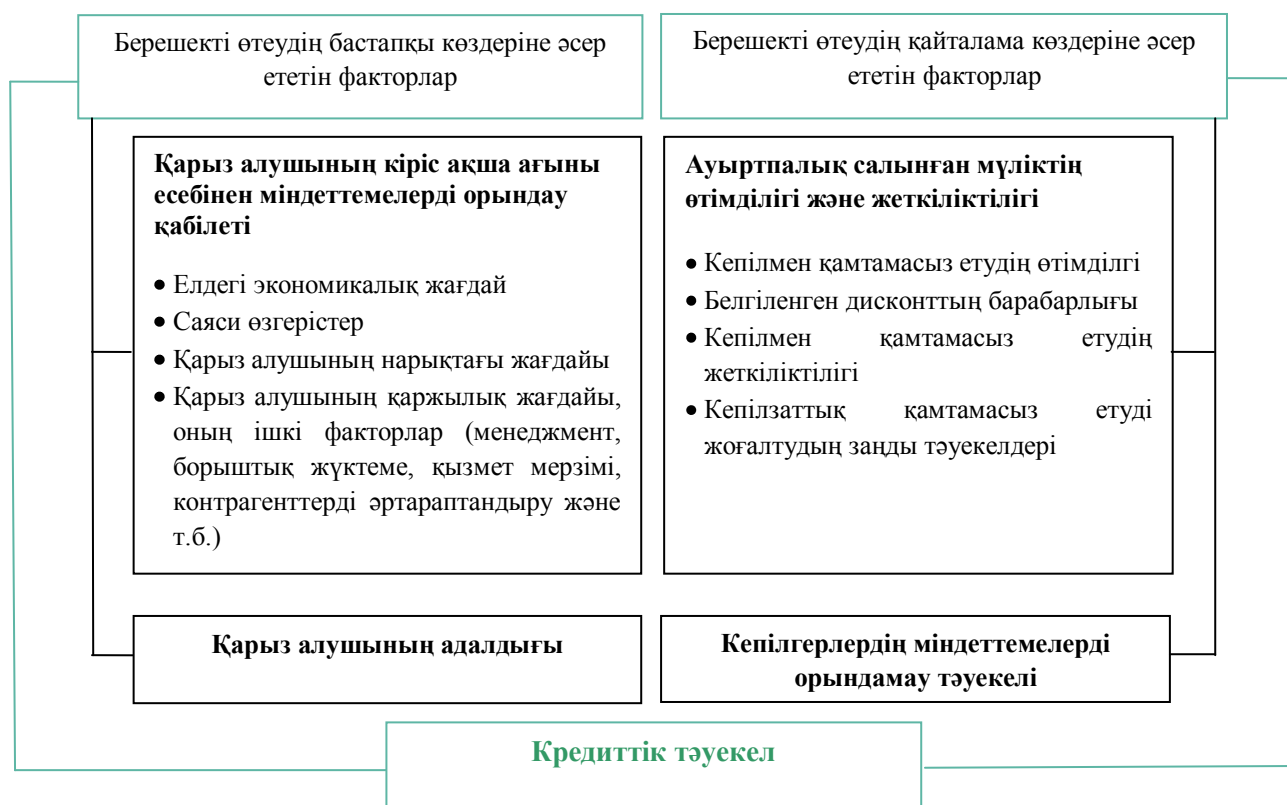 Берешекті өтеудің бастапқы көздеріне әсер
ететін факторлар
Қарыз алушының кіріс ақша ағыны
есебінен міндеттемелерді орындау
қабілеті
• Елдегі экономикалық жағдай
• Саяси өзгерістер
• Қарыз алушының нарықтағы жағдайы
• Қарыз алушының қаржылық жағдайы,
оның ішкі факторлар (менеджмент,
борыштық жүктеме, қызмет мерзімі,
контрагенттерді әртараптандыру және
т.б.)
Қарыз алушының адалдығы
Берешекті өтеудің қайталама көздеріне әсер
ететін факторлар
Ауыртпалық салынған мүліктің
өтімділігі және жеткіліктілігі
• Кепілмен қамтамасыз етудің өтімділгі
• Белгіленген дисконттың барабарлығы
• Кепілмен қамтамасыз етудің
жеткіліктілігі
• Кепілзаттық қамтамасыз етуді
жоғалтудың заңды тәуекелдері
Кепілгерлердің міндеттемелерді
орындамау тәуекелі
Кредиттік тәуекел